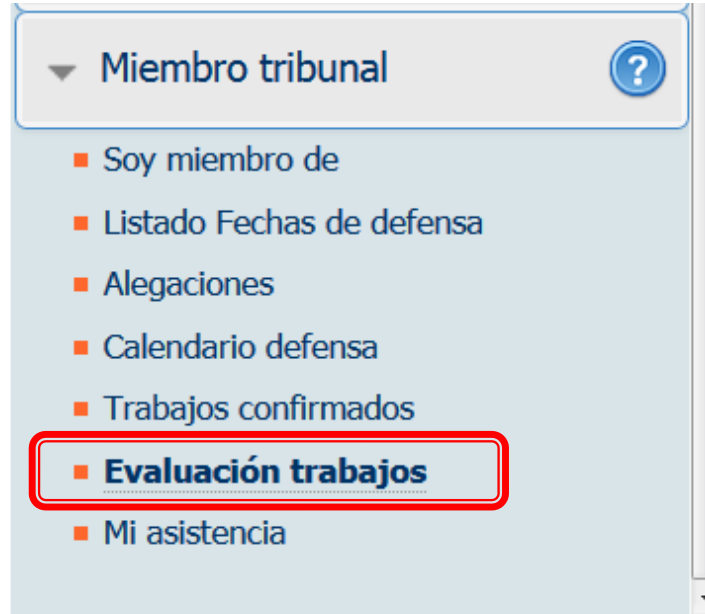 Miembro tribunal
?
Soy miembro de
Listado Fechas de defensa
Alegaciones
Calendario defensa
Trabajos confirmados
Evaluación trabajos
Mi asistencia